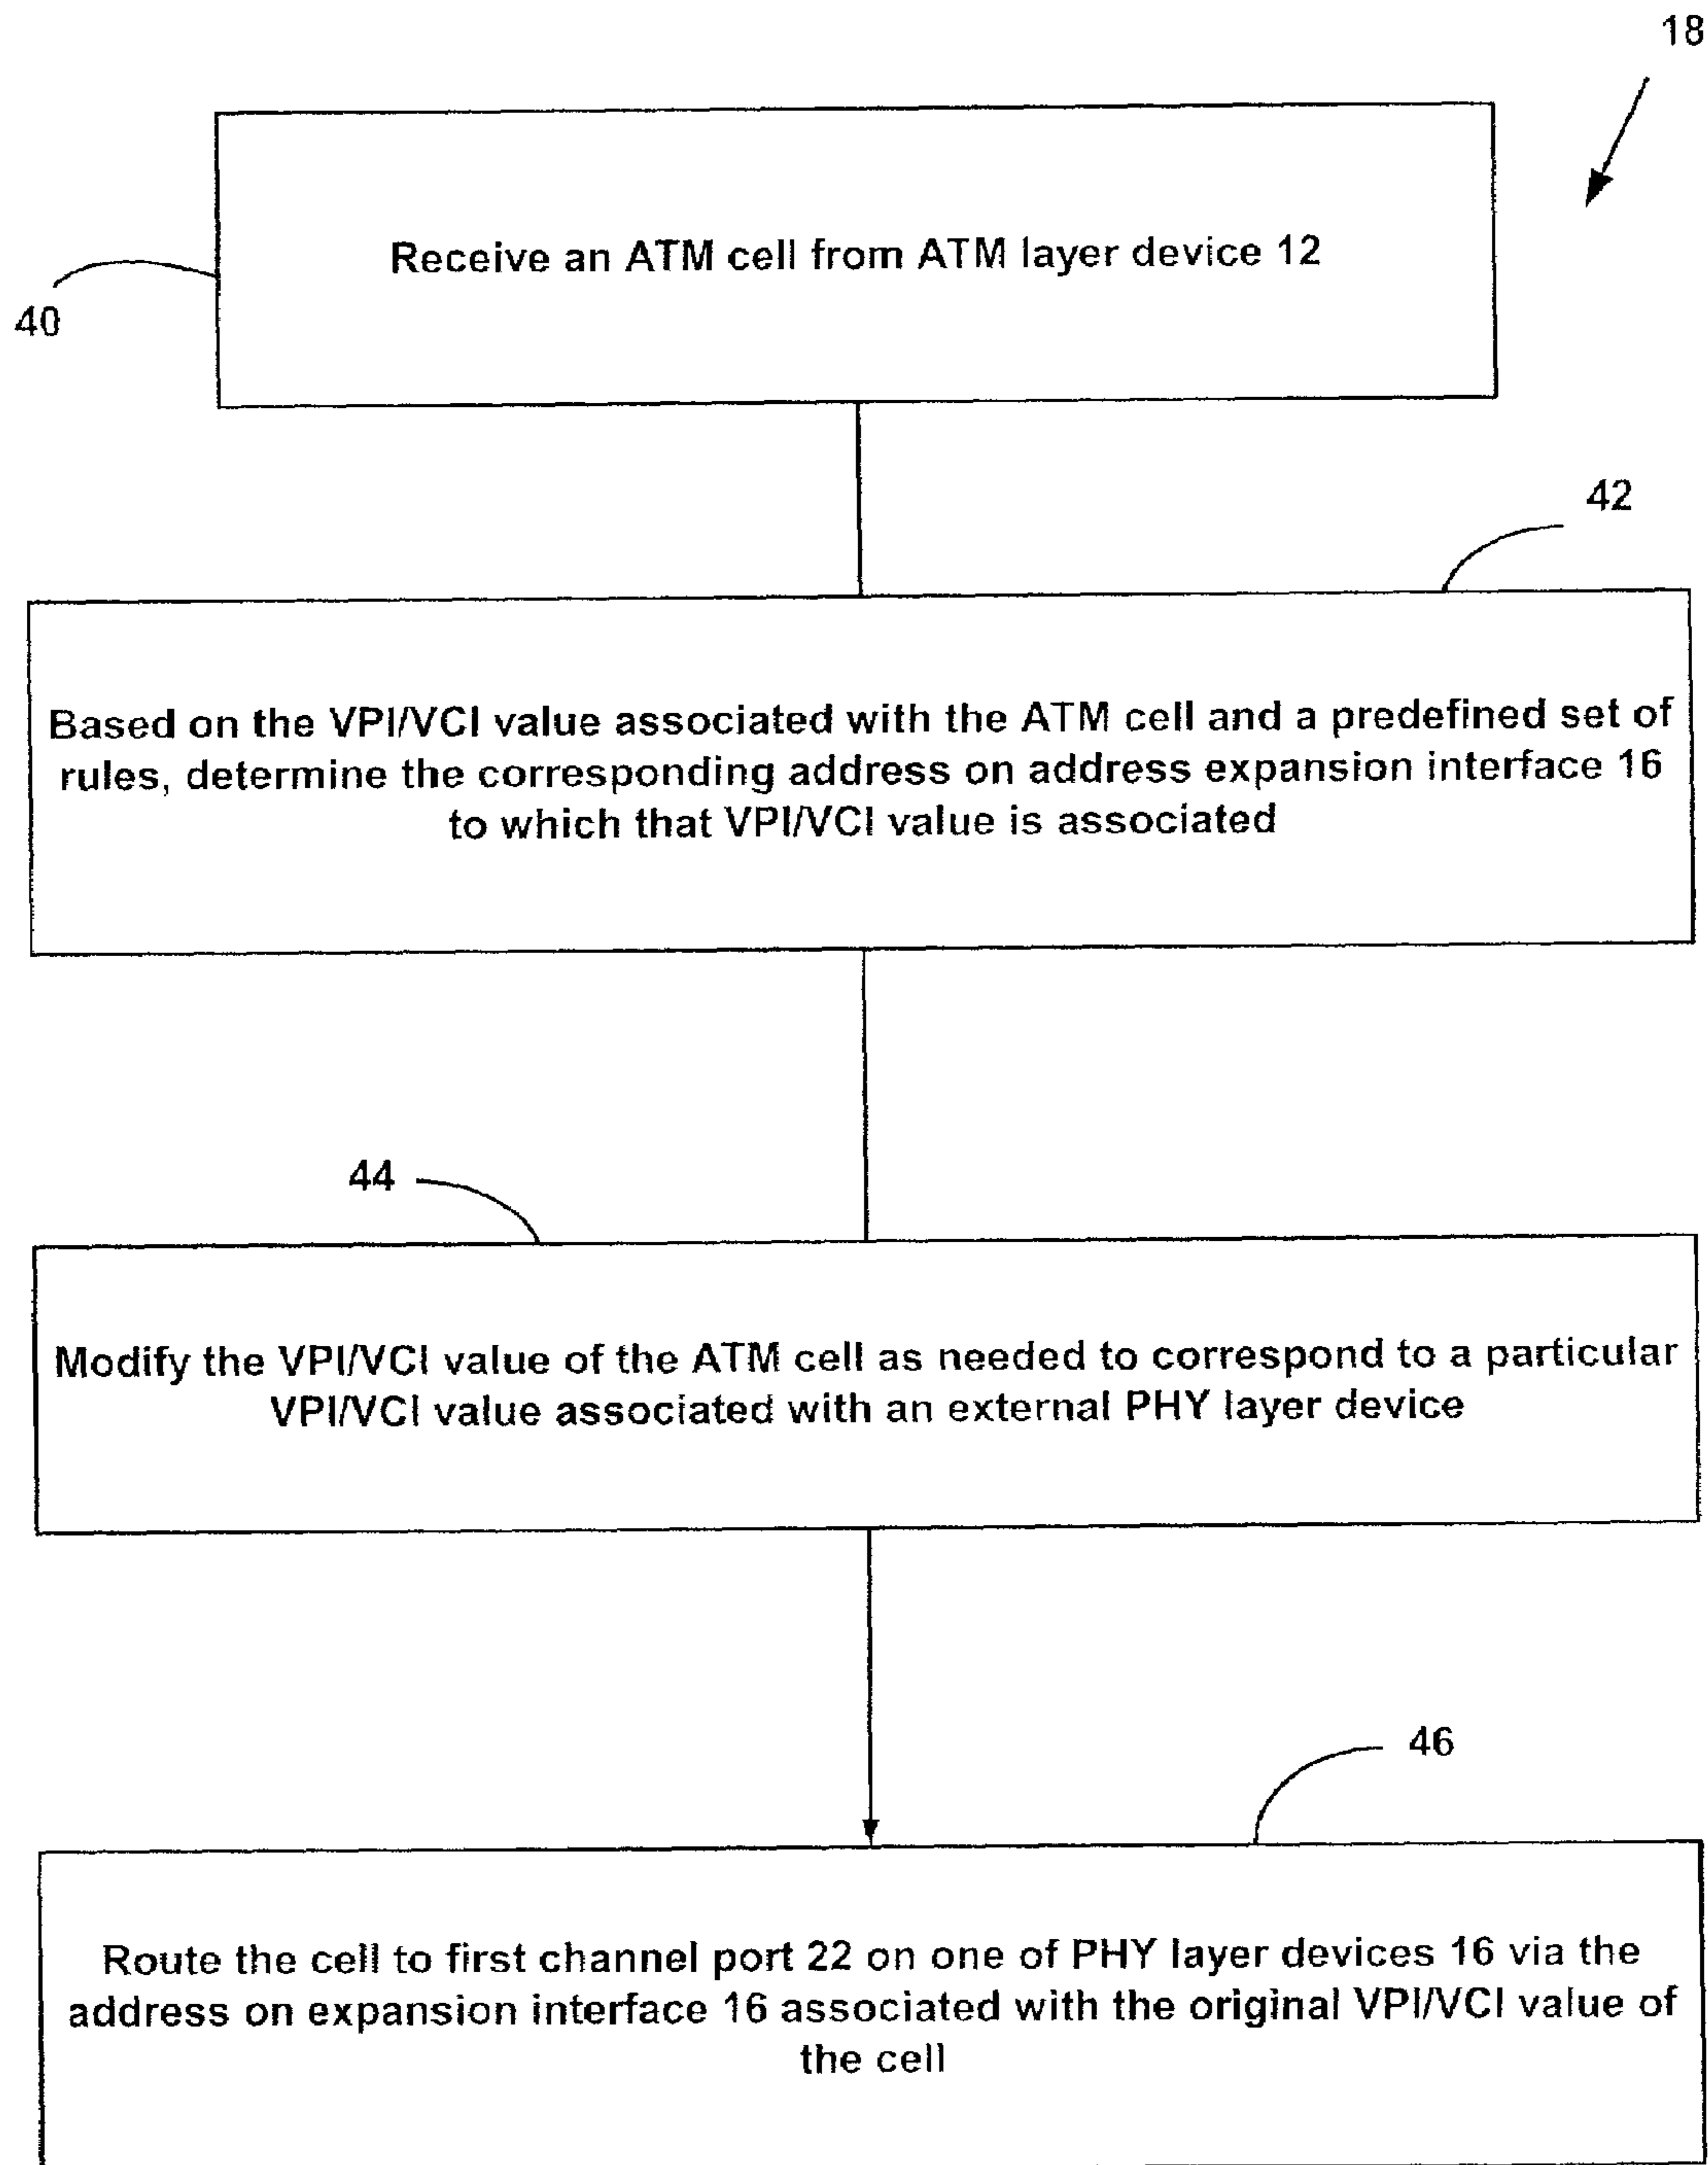 18
Receive an ATM cell from ATM layer device 12
40
42
Based on the VPI/VCI value associated with the ATM cell and a predefined set of
rules, determine the corresponding address on address expansion interface 16
to which that VPI/VCI value is associated
44
Modify the VPI/VCI value of the ATM cell as needed to correspond to a particular
VPI/VCI value associated with an external PHY layer device
46
Route the cell to first channel port 22 on one of PHY layer devices 16 via the
address on expansion interface 16 associated with the original VPI/VCI value of
the cell